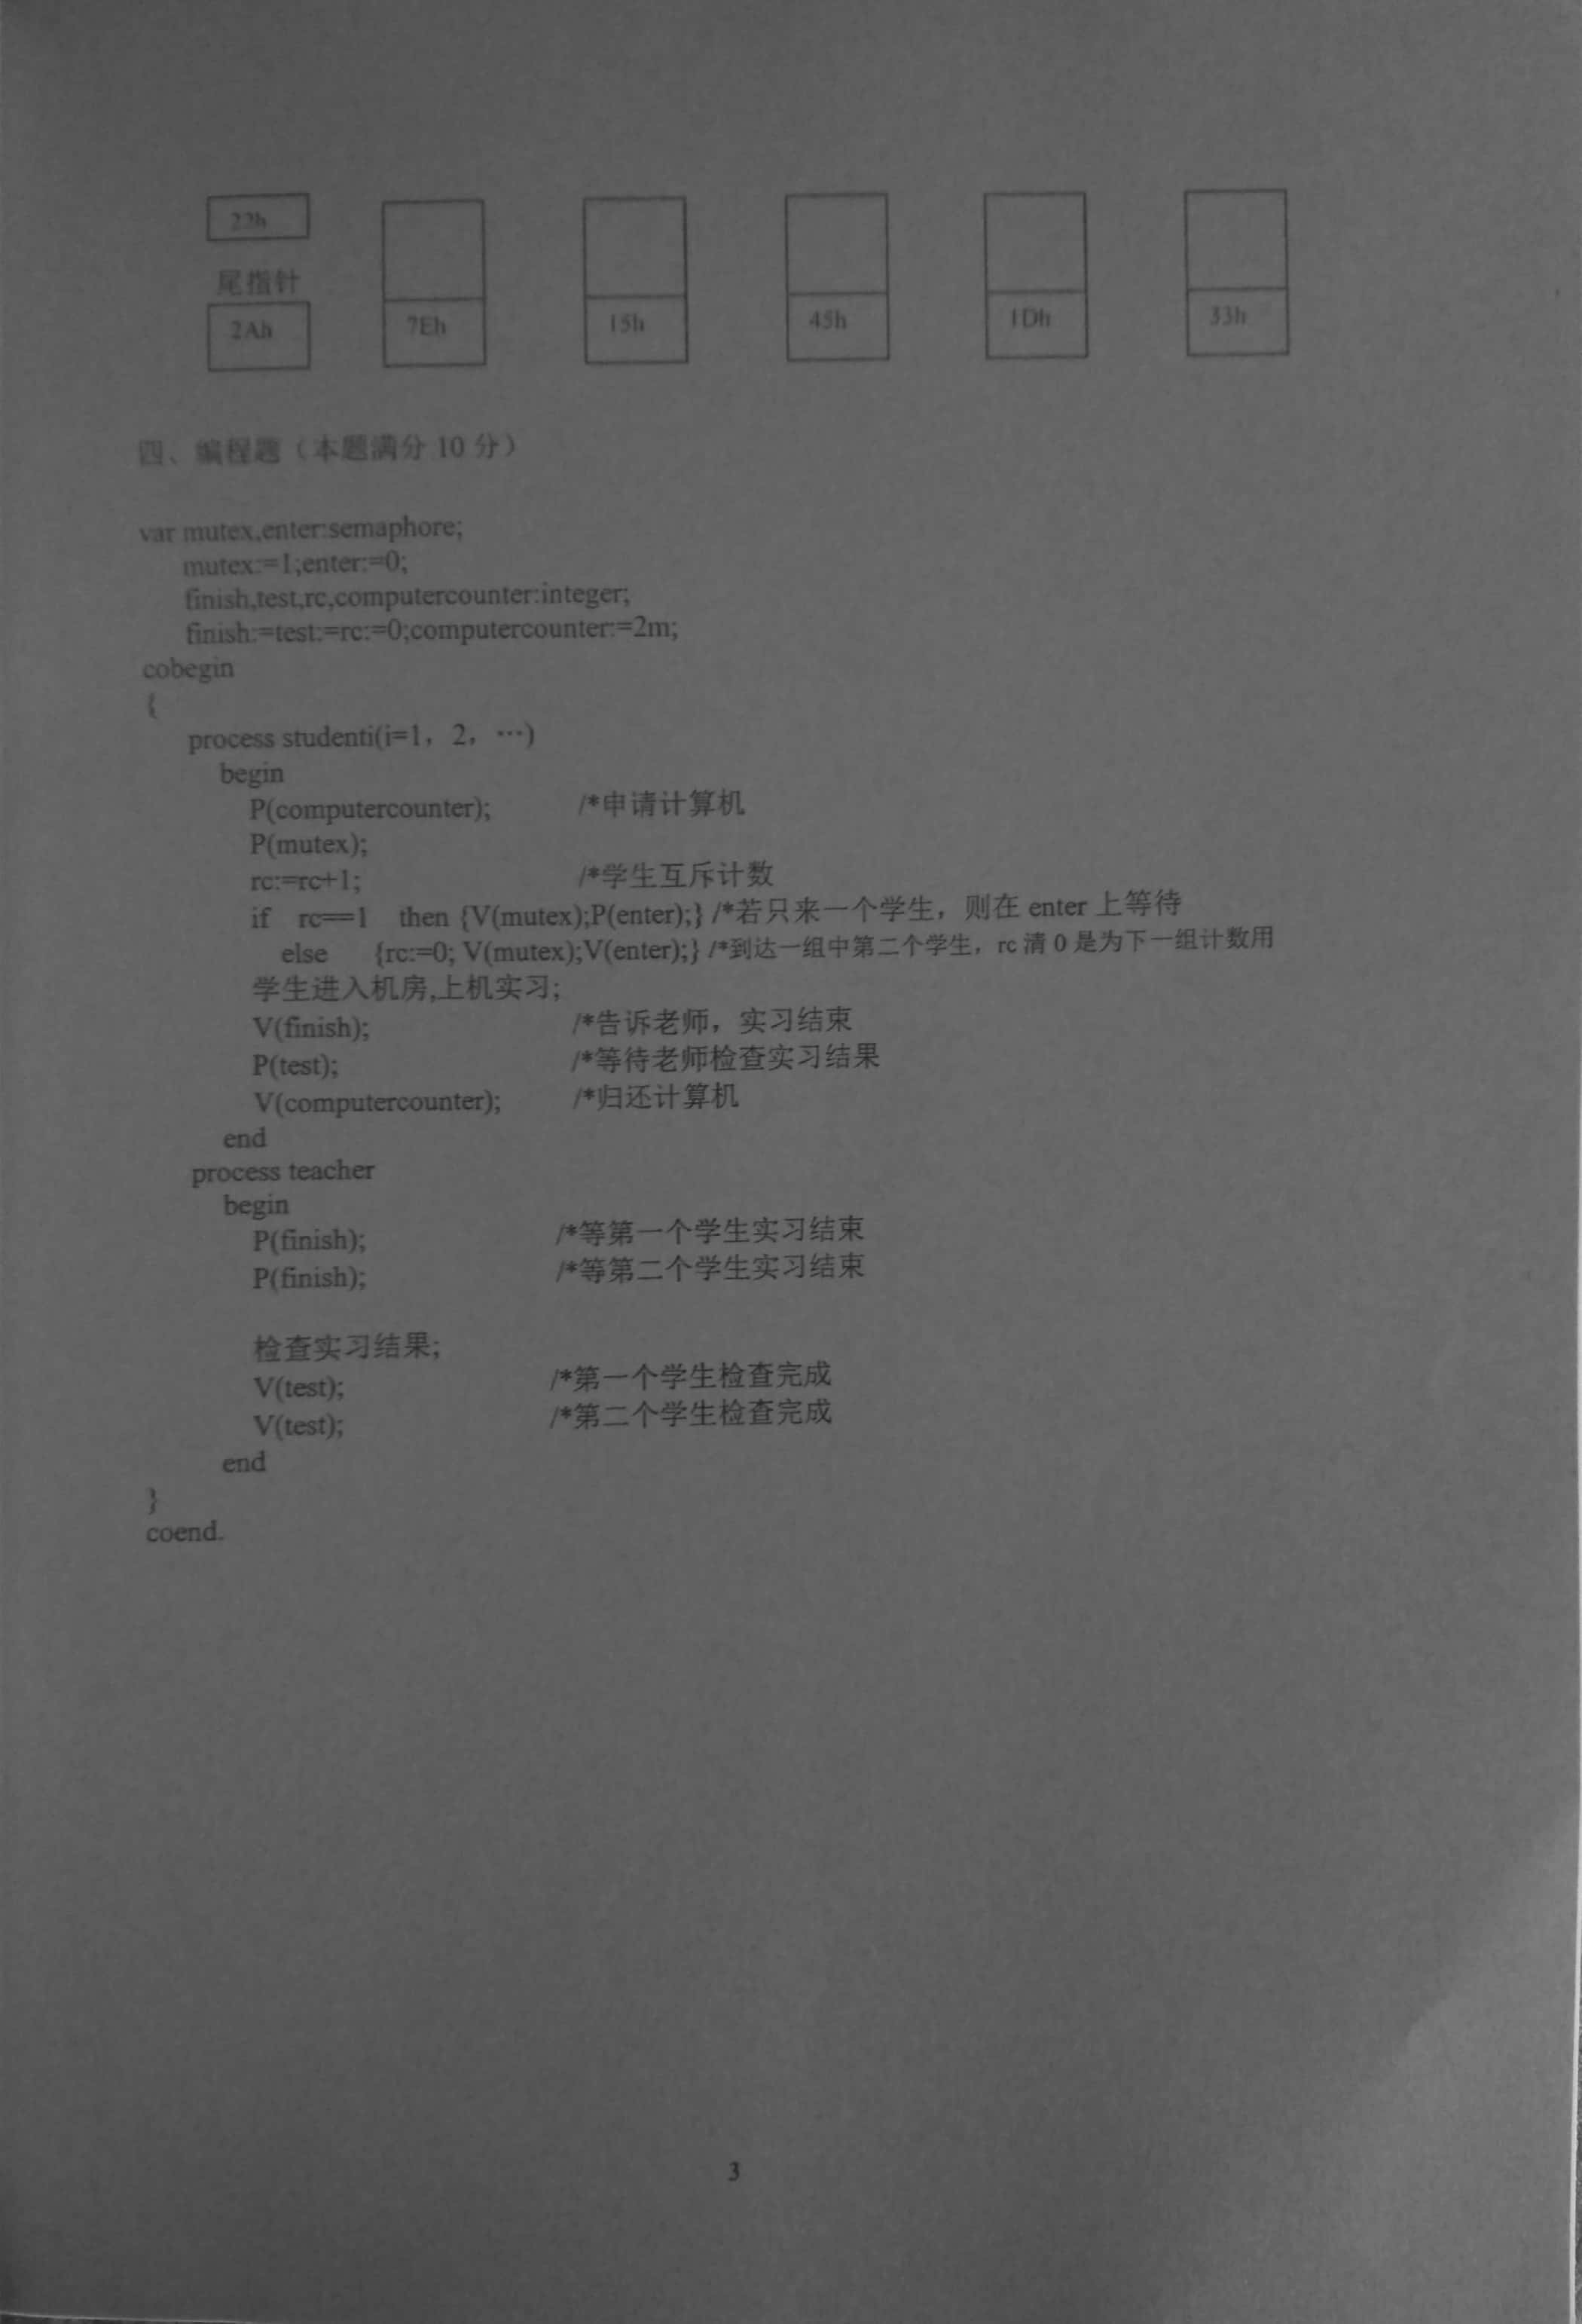 22h
尾指针
2Ah 7Eh 15h 45h 1Dh 33h
四、编程题（本题满分 10 分）
var mutex,enter:semaphore;
mutex:=1;enter:=0;
finish,test,rc,computercounter:integer;
finish:=test:=rc:=0;computercounter:=2m;
cobegin
{
process studenti(i=1，2，…)
begin
P(computercounter); /*申请计算机
P(mutex);
rc:=rc+1; /*学生互斥计数
if rc==1 then {V(mutex);P(enter);} /*若只来一个学生，则在 enter 上等待
else {rc:=0; V(mutex);V(enter);} /*到达一组中第二个学生，rc 清 0 是为下一组计数用
学生进入机房,上机实习;
V(finish); /*告诉老师，实习结束
P(test); /*等待老师检查实习结果
V(computercounter); /*归还计算机
end
process teacher
begin
P(finish); /*等第一个学生实习结束
P(finish); /*等第二个学生实习结束
检查实习结果;
V(test); /*第一个学生检查完成
V(test); /*第二个学生检查完成
end
}
coend.
3